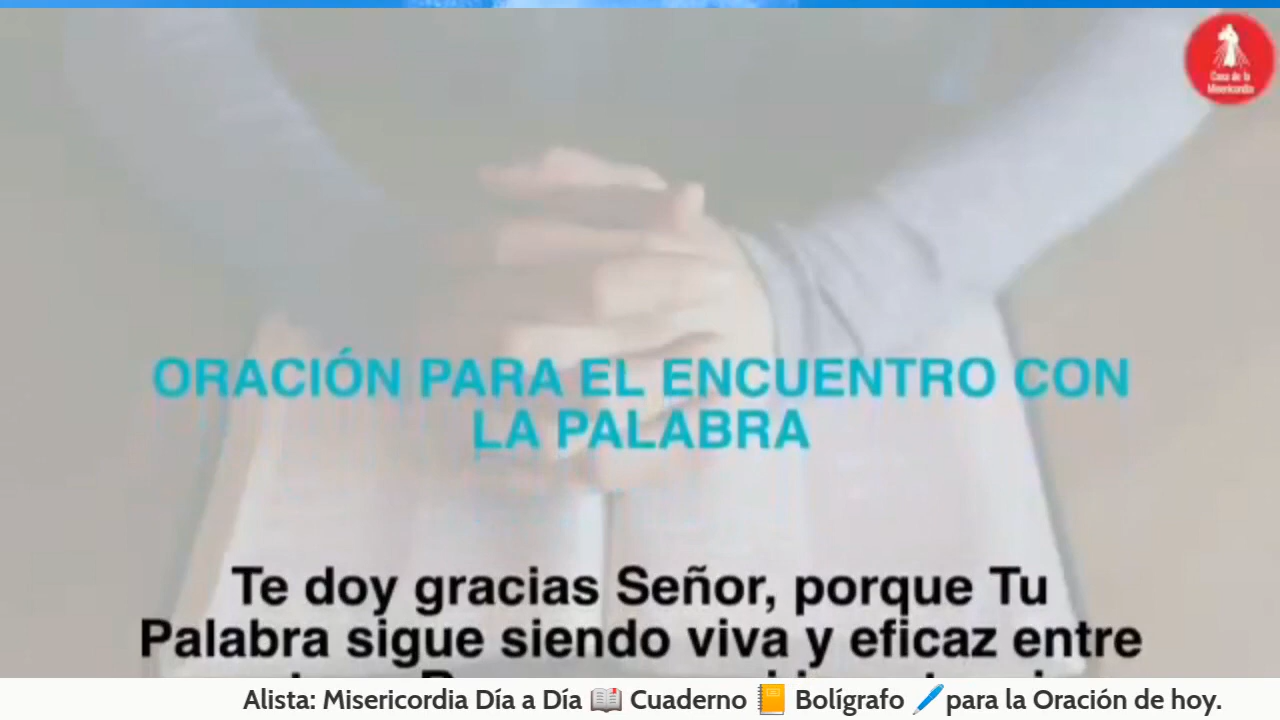 Casa de la
Misericordia
ORACIÓN PARA EL ENCUENTRO CON
LA PALABRA
Te doy gracias Señor, porque Tu
Palabra sigue siendo viva y eficaz entre
Alista: Misericordia Día a Día 📖 Cuaderno 📒 Bolígrafo 🖊️para la Oración de hoy.